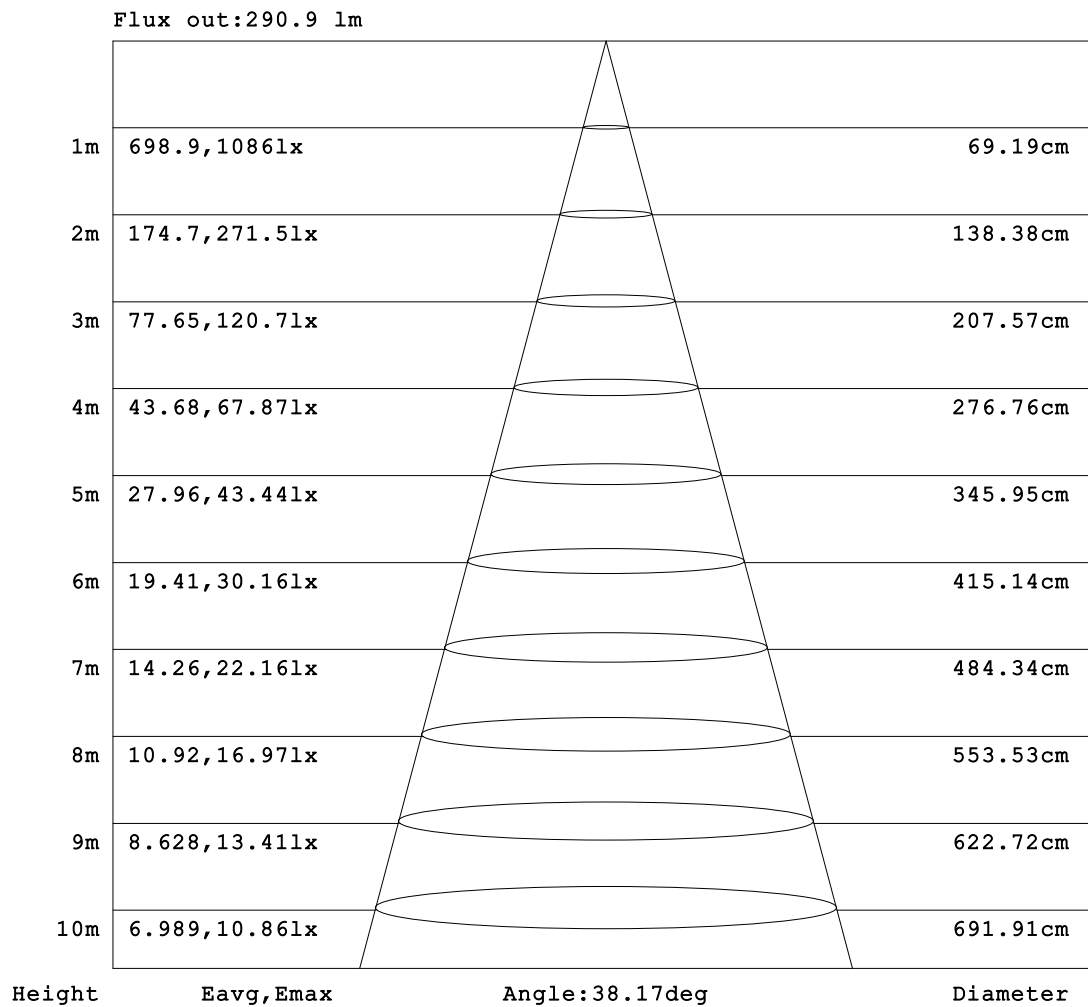 Flux out:290.9 lm
1m 698.9,1086lx 69.19cm
2m 174.7,271.5lx 138.38cm
3m 77.65,120.7lx 207.57cm
4m 43.68,67.87lx 276.76cm
5m 27.96,43.44lx 345.95cm
6m 19.41,30.16lx 415.14cm
7m 14.26,22.16lx 484.34cm
8m 10.92,16.97lx 553.53cm
9m 8.628,13.41lx 622.72cm
10m 6.989,10.86lx 691.91cm
Height Eavg,Emax Angle:38.17deg Diameter